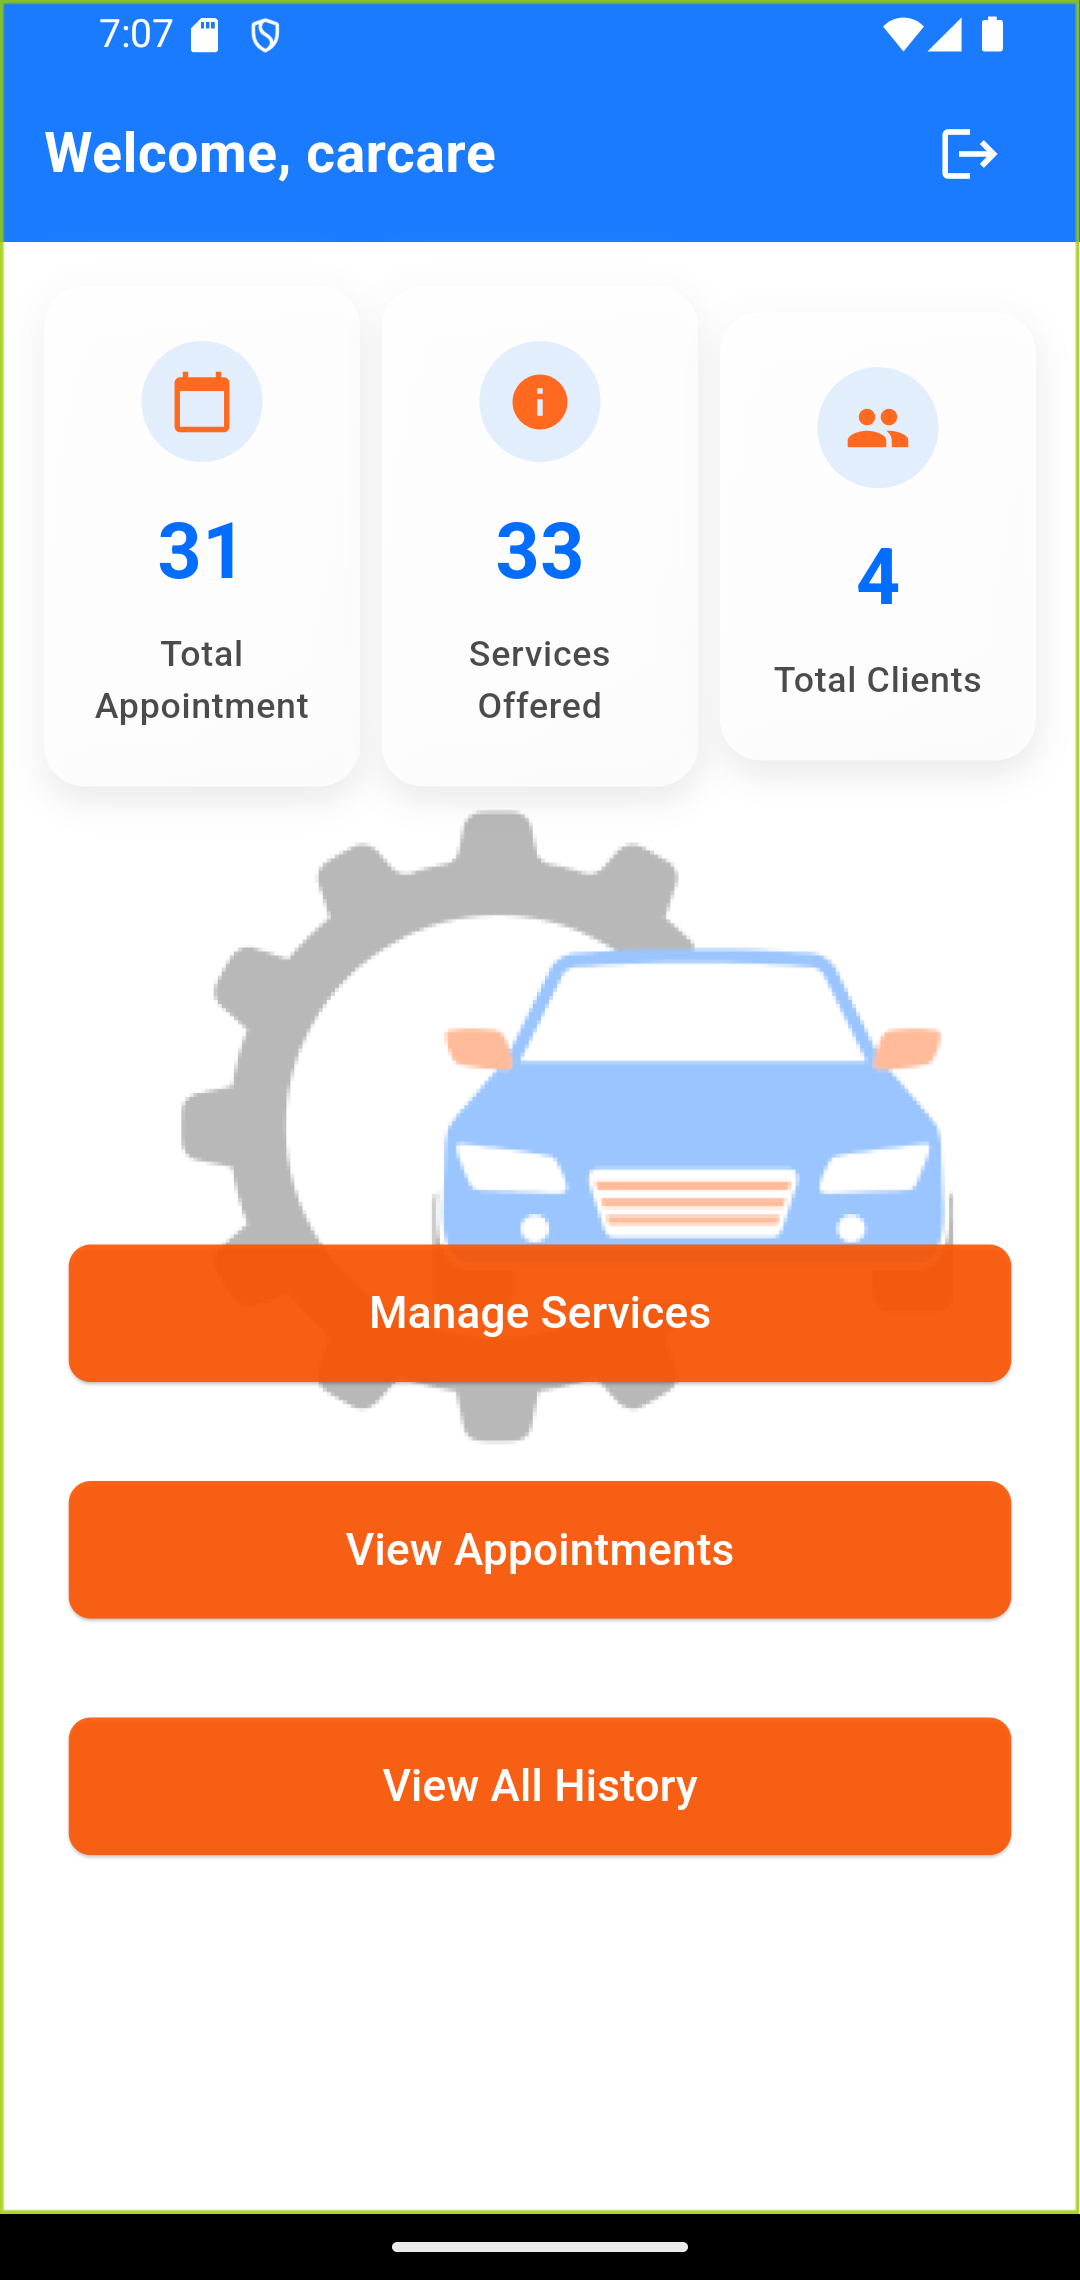 7:07
Welcome, carcare
31
Total
Appointment
33
Services
Offered
4
Total Clients
Manage Services
View Appointments
View All History